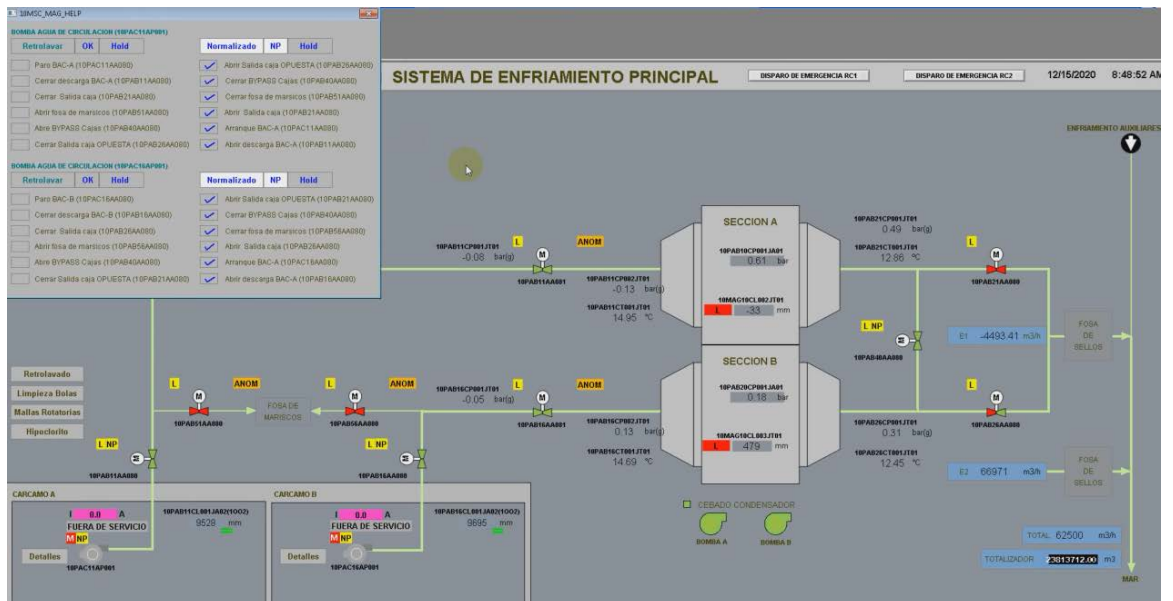 10MSC_MAG_HELP
BOMBA AGUA DE CIRCULACION (10PAC11AP001)
Retrolavar OK Hold Normalizado NP Hold
Paro BAC-A (10PAC11AA080) Abrir Salida caja OPUESTA (10PAB26AA080)
Cerrar descarga BAC-A (10PAB11AA080) Cerrar BYPASS Cajas (10PAB40AA080)
Cerrar Salida caja (10PAB21AA080) Cerrar fosa de marsicos (10PAB51AA080)
Abrir fosa de mariscos (10PAB51AA080) Abrir Salida caja (10PAB21AA080)
Abre BYPASS Cajas (10PAB40AA080) Arranque BAC-A (10PAC11AA080)
Cerrar Salida caja OPUESTA (10PAB26AA080) Abrir descarga BAC-A (10PAB11AA080)
BOMBA AGUA DE CIRCULACION (10PAC16AP001)
Retrolavar OK Hold Normalizado NP Hold
Paro BAC-B (10PAC16AA080) Abrir Salida caja OPUESTA (10PAB21AA080)
Cerrar descarga BAC-B (10PAB16AA080) Cerrar BYPASS Cajas (10PAB40AA080)
Cerrar Salida caja (10PAB26AA080) Cerrar fosa de marsicos (10PAB56AA080)
Abrir fosa de mariscos (10PAB56AA080) Abrir Salida caja (10PAB26AA080)
Abre BYPASS Cajas (10PAB40AA080) Arranque BAC-A (10PAC16AA080)
Cerrar Salida caja OPUESTA (10PAB21AA080) Abrir descarga BAC-A (10PAB16AA080)
SISTEMA DE ENFRIAMIENTO PRINCIPAL DISPARO DE EMERGENCIA RC1 DISPARO DE EMERGENCIA RC2 12/15/2020 8:48:52 AM
ENFRIAMIENTO AUXILIARES
10PAB11CP001JT01 L ANOM
-0.08 bar(g) M
10PAB11AA001
10PAB11CP002JT01
-0.13 bar(g)
10PAB11CT001JT01
14.95 ºC
SECCION A
10PAB10CP001JA01
0.61 bar
10MAG10CL002JT01
L -33 mm
10PAB21CP001JT01
0.49 bar(g)
10PAB21CT001JT01
12.86 ºC
L
M
10PAB21AA080
L NP
M
10PAB40AA080
E1 -4493.41 m3/h
FOSA
DE
SELLOS
SECCION B
10PAB20CP001JA01
0.18 bar
10MAG10CL003JT01
L 479 mm
10PAB16CP001JT01 L ANOM
-0.05 bar(g) M
10PAB16AA001
10PAB16CP002JT01
0.13 bar(g)
10PAB16CT001JT01
14.69 ºC
10PAB26CP001JT01
0.31 bar(g)
10PAB26CT001JT01
12.45 ºC
L
M
10PAB26AA080
E2 66971 m3/h
FOSA
DE
SELLOS
Retrolavado
Limpieza Bolas
Mallas Rotatorias
Hipoclorito
L ANOM
M
10PAB51AA080
FOSA DE
MARISCOS
L ANOM
M
10PAB56AA080
L NP
M
10PAB11AA080
L NP
M
10PAB16AA080
CARCAMO A
I 0.0 A
FUERA DE SERVICIO
M NP
Detalles
10PAC11AP001
10PAB11CL001JA02(1OO2)
9528 mm
CARCAMO B
I 0.0 A
FUERA DE SERVICIO
M NP
Detalles
10PAC16AP001
10PAB16CL001JA02(1OO2)
9695 mm
CEBADO CONDENSADOR
BOMBA A BOMBA B
TOTAL 62500 m3/h
TOTALIZADOR 23813712.00 m3
MAR